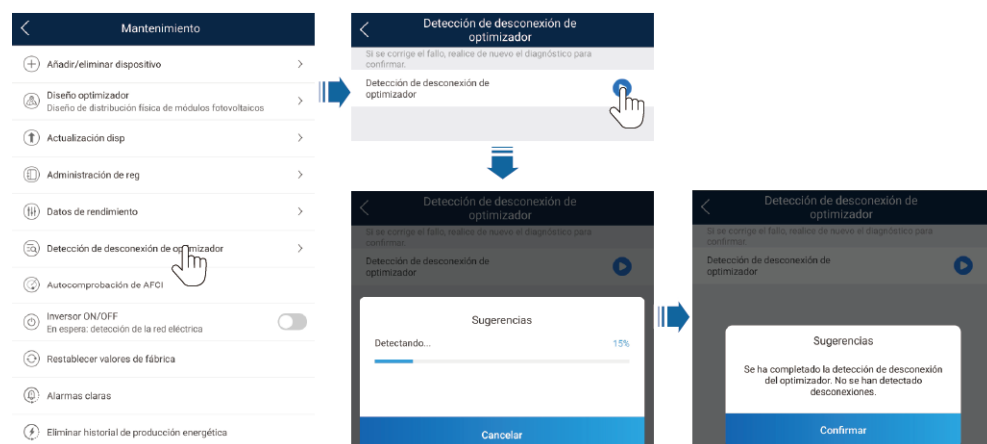 Mantenimiento
Añadir/eliminar dispositivo
Diseño optimizador
Diseño de distribución física de módulos fotovoltaicos
Actualización disp
Administración de reg
Datos de rendimiento
Detección de desconexión de optimizador
Autocomprobación de AFCI
Inversor ON/OFF
En espera: detección de la red eléctrica
Restablecer valores de fábrica
Alarmas claras
Eliminar historial de producción energética
Detección de desconexión de
optimizador
Si se corrige el fallo, realice de nuevo el diagnóstico para
confirmar.
Detección de desconexión de
optimizador
Detección de desconexión de
optimizador
Si se corrige el fallo, realice de nuevo el diagnóstico para
confirmar.
Detección de desconexión de
optimizador
Sugerencias
Detectando... 15%
Cancelar
Detección de desconexión de
optimizador
Si se corrige el fallo, realice de nuevo el diagnóstico para
confirmar.
Detección de desconexión de
optimizador
Sugerencias
Se ha completado la detección de desconexión
del optimizador. No se han detectado
desconexiones.
Confirmar